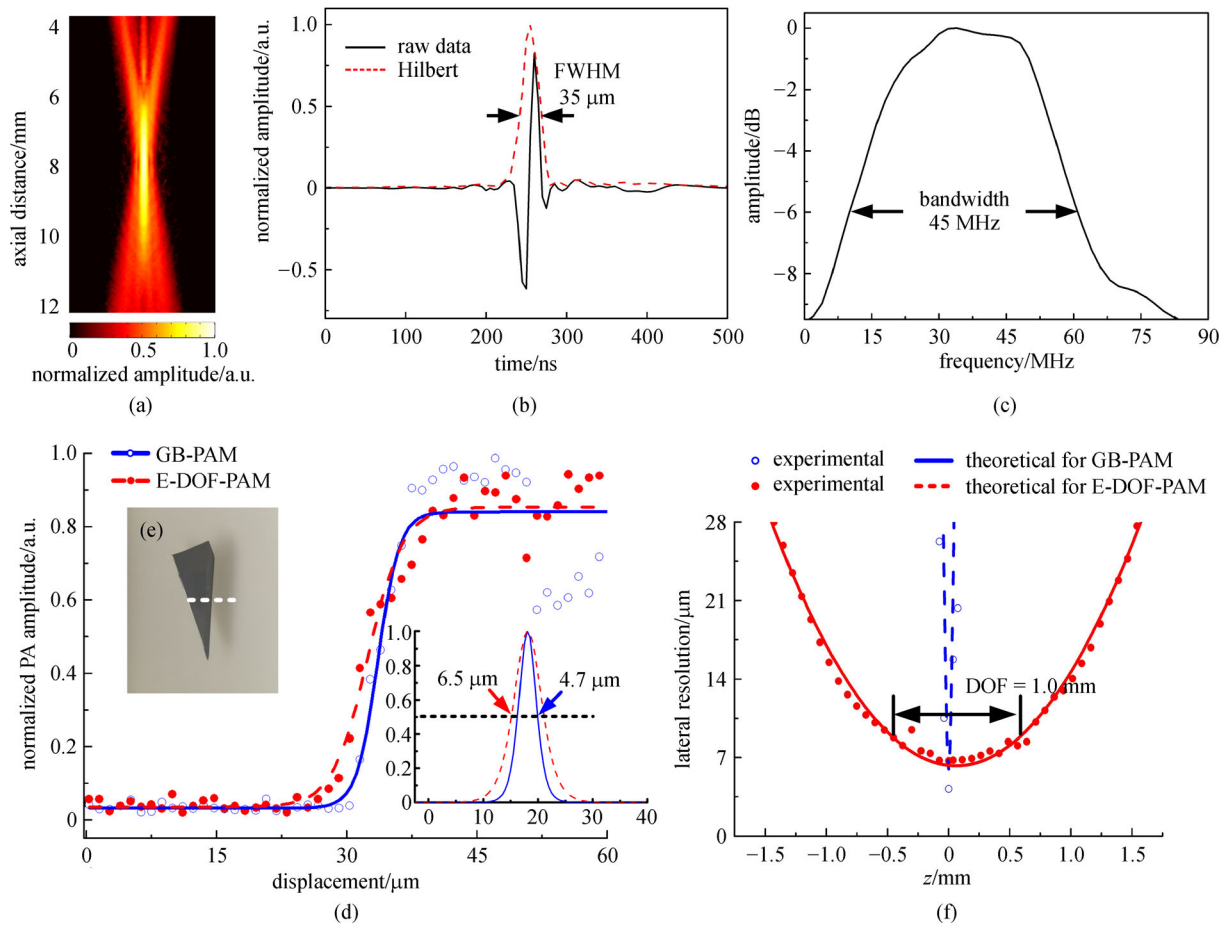 4
6
8
10
12
axial distance/mm
0 0.5 1.0
normalized amplitude/a.u.
(a)
1.0
0.5
0
−0.5
normalized amplitude/a.u.
raw data
Hilbert
FWHM
35 μm
0 100 200 300 400 500
time/ns
(b)
0
−2
−4
−6
−8
amplitude/dB
bandwidth
45 MHz
0 15 30 45 60 75 90
frequency/MHz
(c)
GB-PAM
E-DOF-PAM
1.0
0.8
0.6
0.4
0.2
0
normalized PA amplitude/a.u.
(e)
1.0
0.8
0.6
0.4
0.2
0
6.5 μm
4.7 μm
0 10 20 30 40
0 15 30 45 60
displacement/μm
(d)
experimental
theoretical for GB-PAM
experimental
theoretical for E-DOF-PAM
28
21
14
7
0
lateral resolution/μm
DOF = 1.0 mm
−1.5 −1.0 −0.5 0 0.5 1.0 1.5
z/mm
(f)